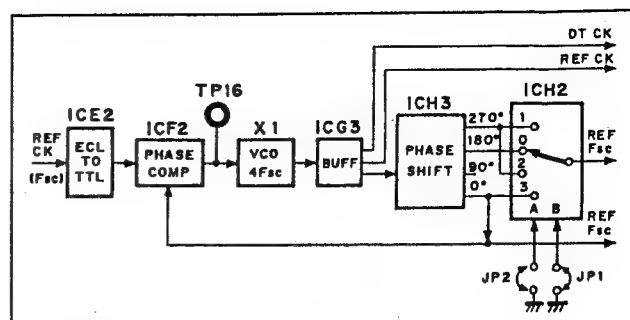 DT CK
REF CK
TP16
ICE2
ICF2
X1
ICG3
ICH3
ICH2
REF
CK
(Fsc)
ECL
TO
TTL
PHASE
COMP
VCO
4Fsc
BUFF
PHASE
SHIFT
270°
180°
90°
0°
1
0
2
3
A B
REF
Fsc
REF
Fsc
JP2
JP1